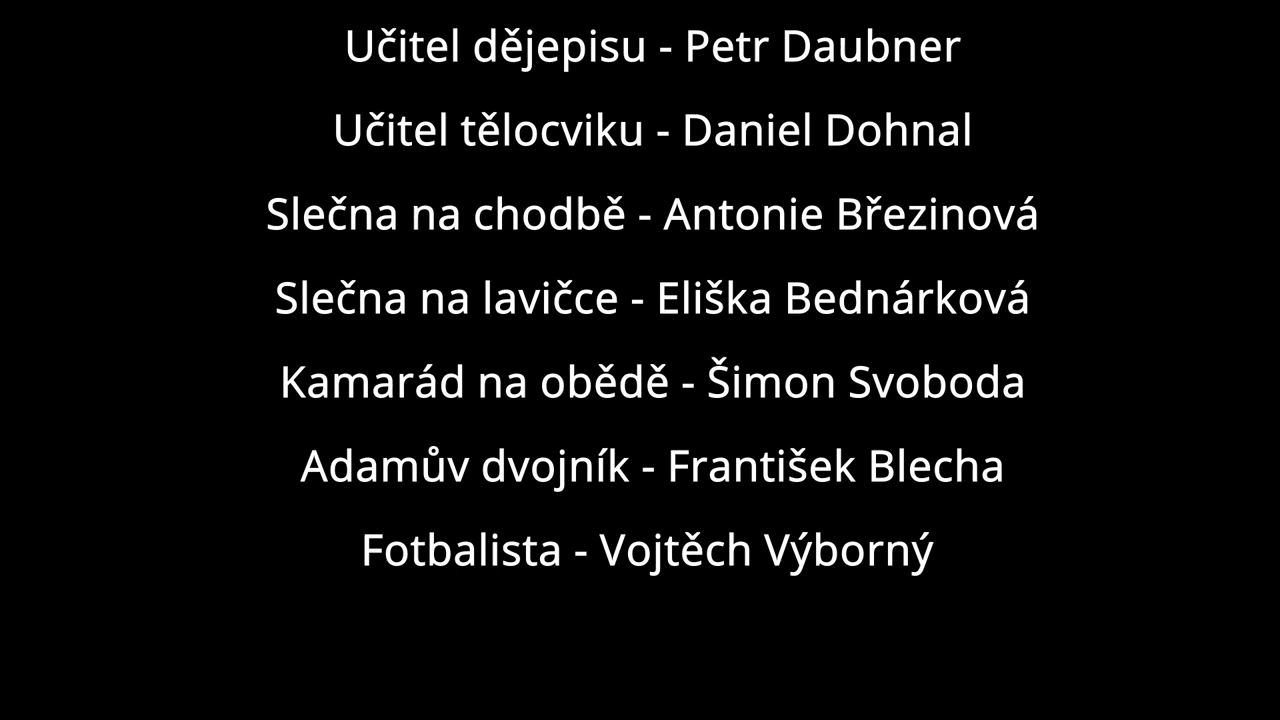 Učitel dějepisu - Petr Daubner
Učitel tělocviku - Daniel Dohnal
Slečna na chodbě - Antonie Březinová
Slečna na lavičce - Eliška Bednárková
Kamarád na obědě - Šimon Svoboda
Adamův dvojník - František Blecha
Fotbalista - Vojtěch Výborný